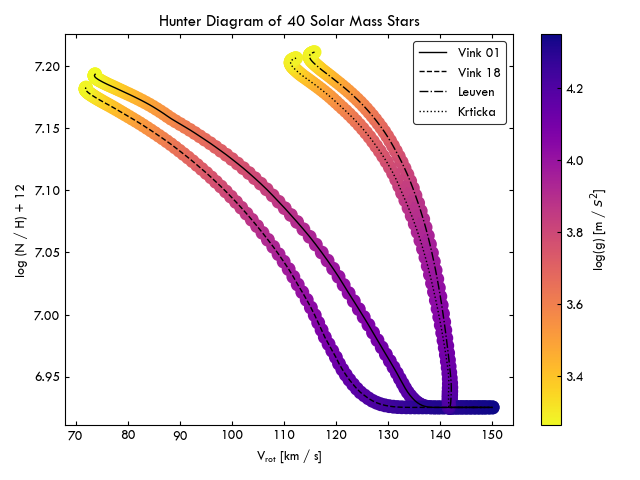 Hunter Diagram of 40 Solar Mass Stars
7.20
7.15
7.10
7.05
7.00
6.95
log (N / H) + 12
70 80 90 100 110 120 130 140 150
V_rot [km / s]
Vink 01
Vink 18
Leuven
Krticka
4.2
4.0
3.8
3.6
3.4
log(g) [m / s^2]